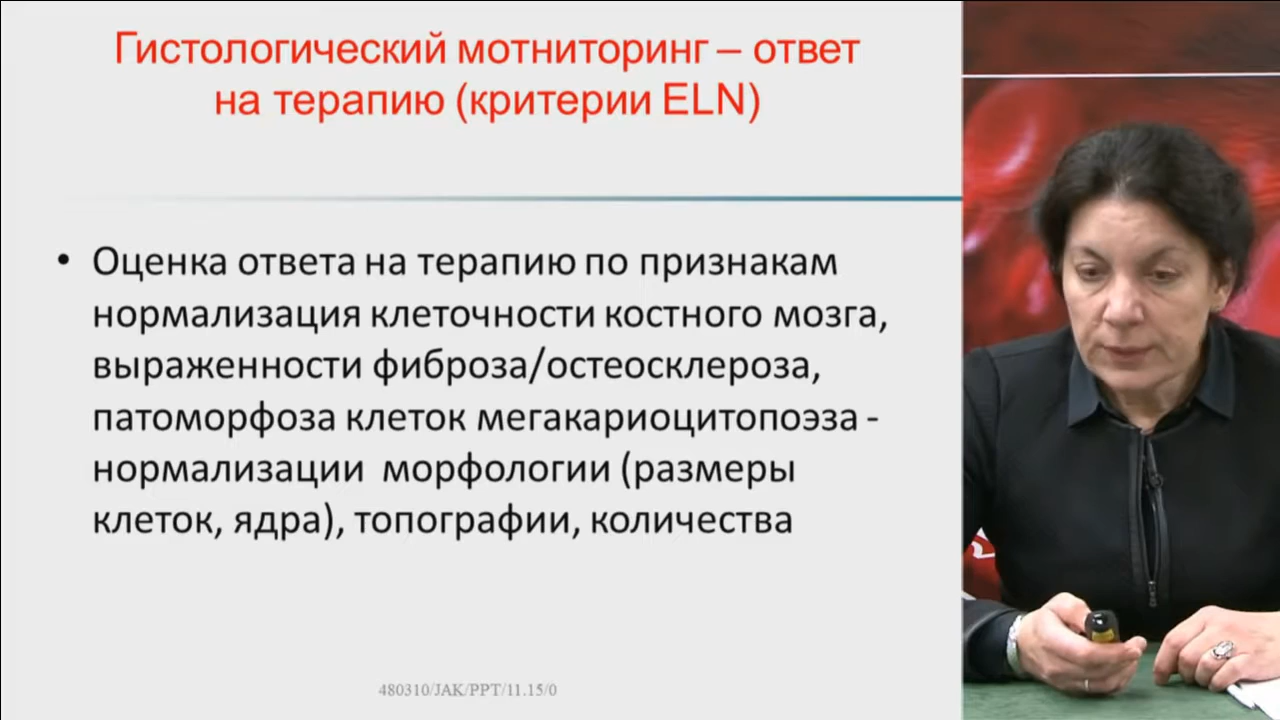 Гистологический мотниторинг – ответ
на терапию (критерии ELN)
• Оценка ответа на терапию по признакам
нормализация клеточности костного мозга,
выраженности фиброза/остеосклероза,
патоморфоза клеток мегакариоцитопоэза -
нормализации морфологии (размеры
клеток, ядра), топографии, количества
480310/JAK/PPT/11.15/0